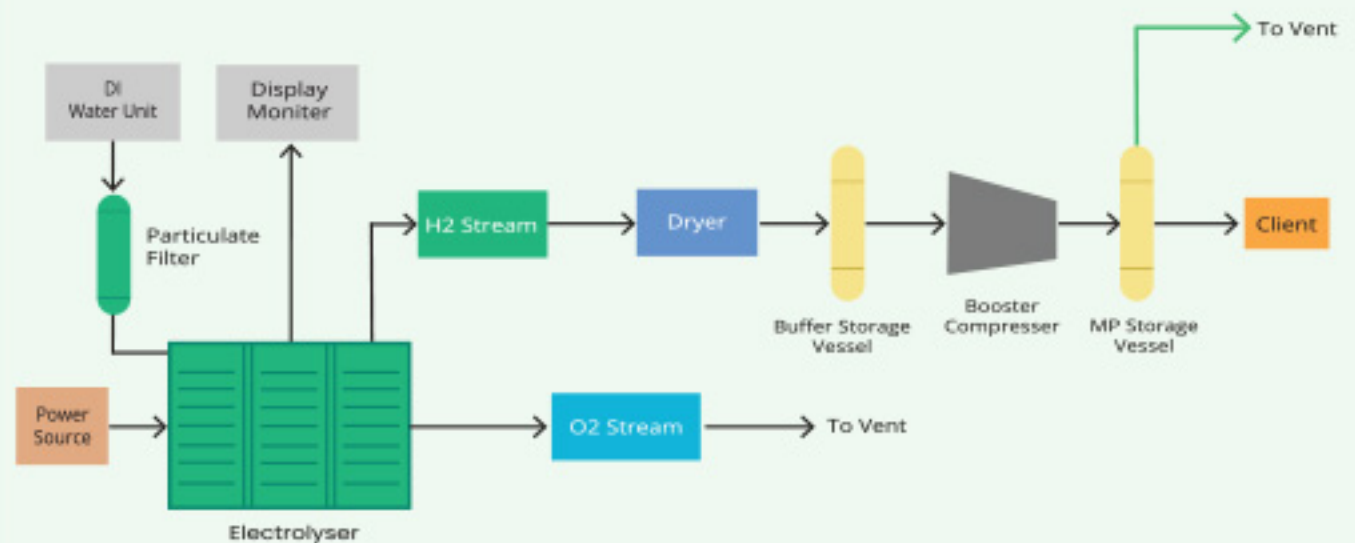 To Vent
DI
Water Unit
Display
Moniter
Particulate
Filter
H2 Stream
Dryer
Client
Buffer Storage
Vessel
Booster
Compresser
MP Storage
Vessel
Power
Source
O2 Stream
To Vent
Electrolyser